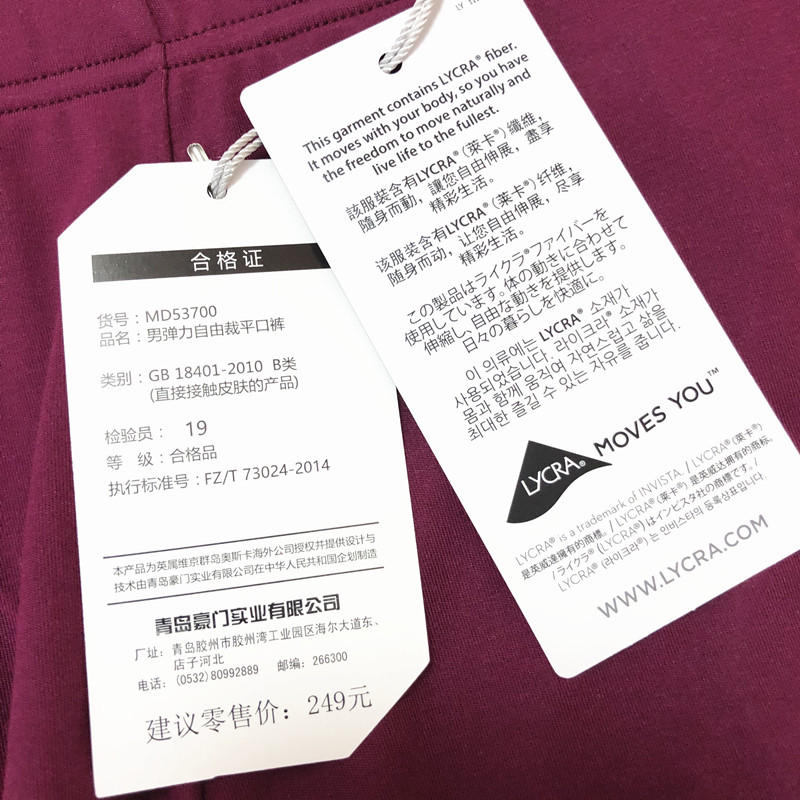 合格证
货号：MD53700
品名：男弹力自由裁平口裤
类别：GB 18401-2010 B类
(直接接触皮肤的产品)
检验员： 19
等 级：合格品
执行标准号：FZ/T 73024-2014
本产品为英属维京群岛奥斯卡海外公司授权并提供设计与
技术由青岛豪门实业有限公司在中华人民共和国企划制造
青岛豪门实业有限公司
厂址：青岛胶州市胶州湾工业园区海尔大道东、
店子河北
电话：(0532)80992889 邮编：266300
建议零售价：249元
This garment contains LYCRA® fiber.
It moves with your body, so you have
the freedom to move naturally and
live life to the fullest.
該服裝含有LYCRA®(萊卡®)纖維，
隨身而動，讓您自由伸展，盡享
精彩生活。
该服装含有LYCRA®(莱卡®)纤维，
随身而动，让您自由伸展，尽享
精彩生活。
この製品はライクラ®ファイバーを
使用しています。体の動きに合わせて
伸縮し、自由な動きを提供します。
日々の暮らしを快適に。
이 의류에는 LYCRA® 소재가
사용되었습니다. 라이크라® 소재가
몸과 함께 움직여 자연스럽고 삶을
최대한 즐길 수 있는 자유를 줍니다.
LYCRA® MOVES YOU™
LYCRA® is a trademark of INVISTA. / LYCRA®(萊卡®)
是英威達擁有的商標。/ LYCRA®(莱卡®) 是英威达拥有的商标。
/ ライクラ® (LYCRA®) はインビスタ社の商標です。/
LYCRA® (라이크라®) 는 인비스타의 등록상표입니다.
WWW.LYCRA.COM